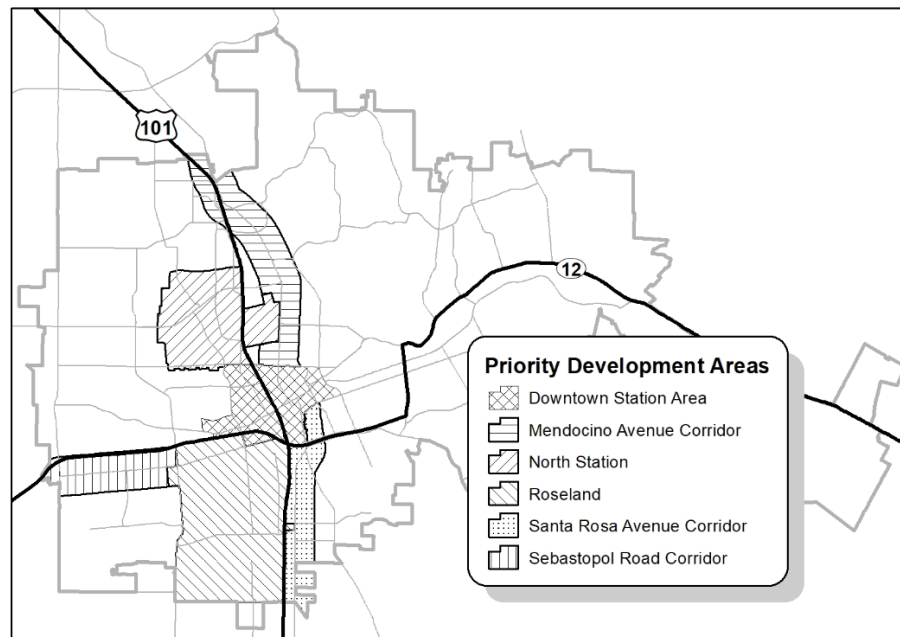 101
12
Priority Development Areas
Downtown Station Area
Mendocino Avenue Corridor
North Station
Roseland
Santa Rosa Avenue Corridor
Sebastopol Road Corridor